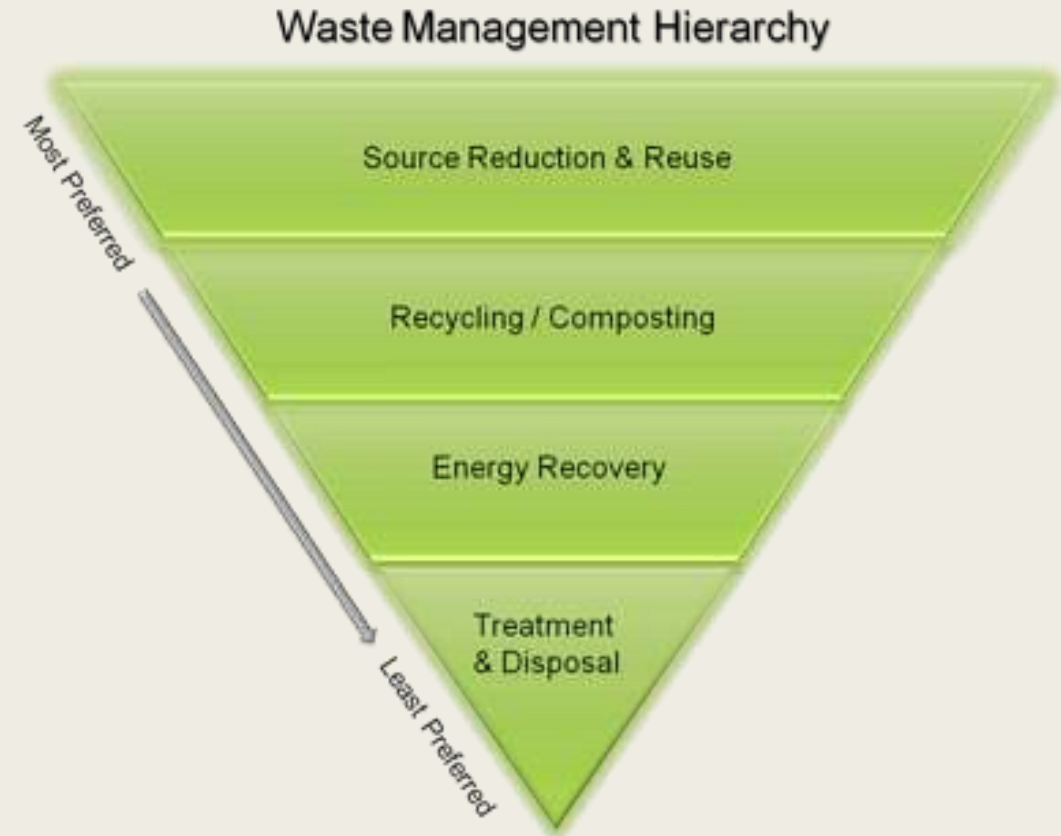 Waste Management Hierarchy
Source Reduction & Reuse
Most Preferred
Recycling / Composting
Energy Recovery
Treatment
& Disposal
Least Preferred